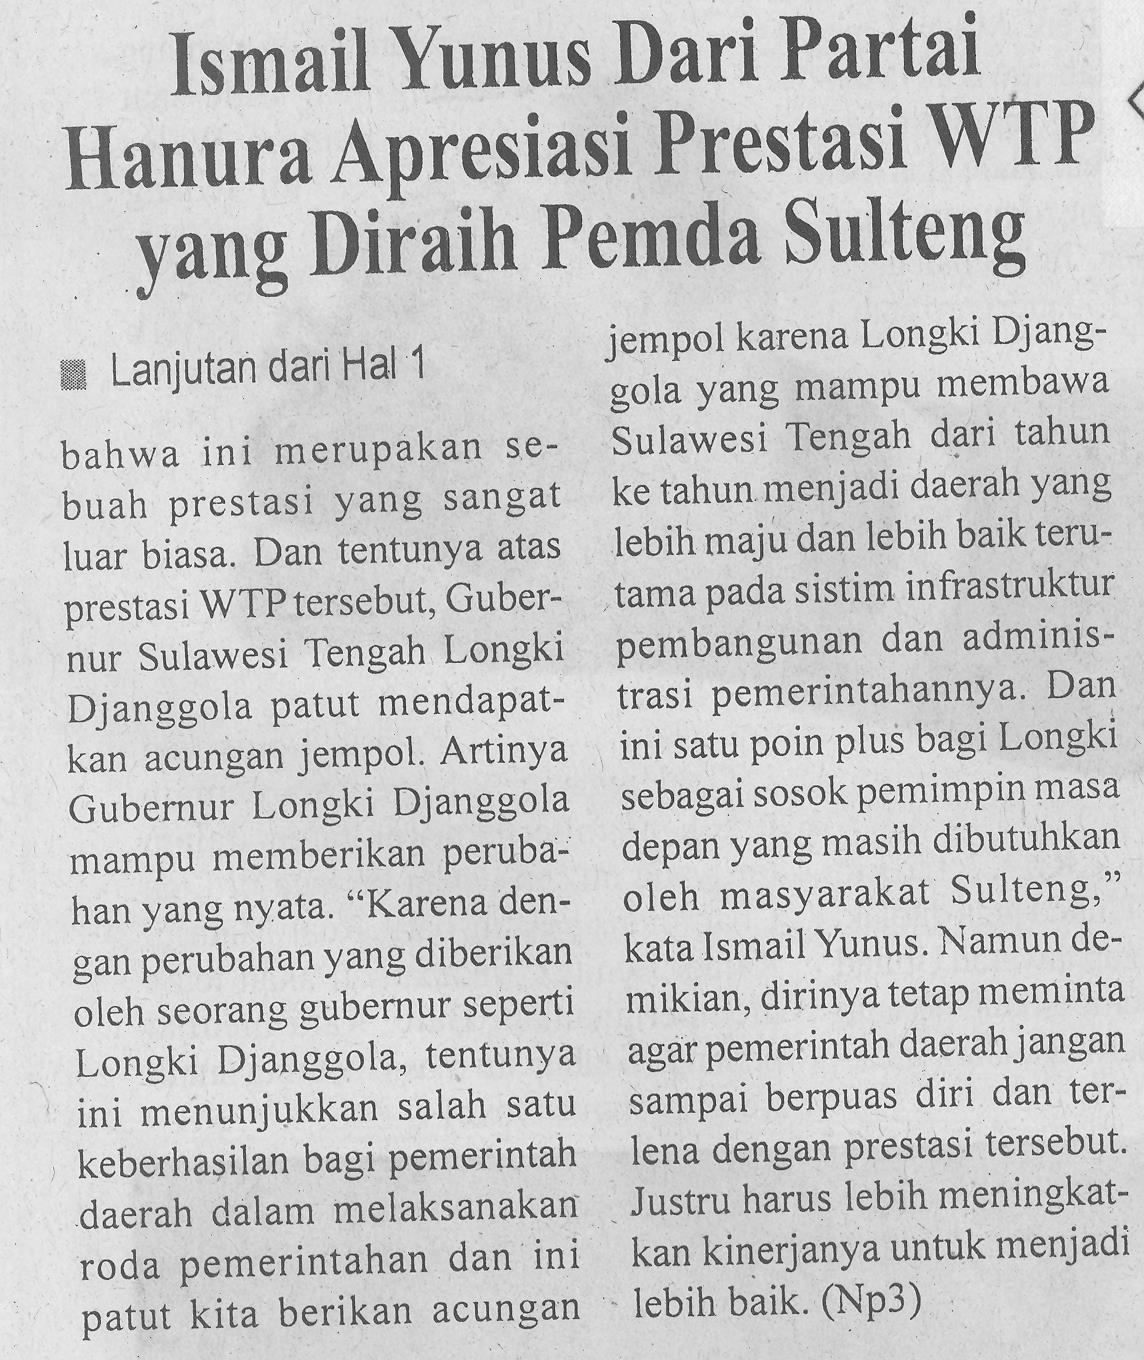 Ismail Yunus Dari Partai
Hanura Apresiasi Prestasi WTP
yang Diraih Pemda Sulteng
Lanjutan dari Hal 1
bahwa ini merupakan se-
buah prestasi yang sangat
luar biasa. Dan tentunya atas
prestasi WTP tersebut, Guber-
nur Sulawesi Tengah Longki
Djanggola patut mendapat-
kan acungan jempol. Artinya
Gubernur Longki Djanggola
mampu memberikan peruba-
han yang nyata. “Karena den-
gan perubahan yang diberikan
oleh seorang gubernur seperti
Longki Djanggola, tentunya
ini menunjukkan salah satu
keberhasilan bagi pemerintah
daerah dalam melaksanakan
roda pemerintahan dan ini
patut kita berikan acungan
jempol karena Longki Djang-
gola yang mampu membawa
Sulawesi Tengah dari tahun
ke tahun menjadi daerah yang
lebih maju dan lebih baik teru-
tama pada sistim infrastruktur
pembangunan dan adminis-
trasi pemerintahannya. Dan
ini satu poin plus bagi Longki
sebagai sosok pemimpin masa
depan yang masih dibutuhkan
oleh masyarakat Sulteng,”
kata Ismail Yunus. Namun de-
mikian, dirinya tetap meminta
agar pemerintah daerah jangan
sampai berpuas diri dan ter-
lena dengan prestasi tersebut.
Justru harus lebih meningkat-
kan kinerjanya untuk menjadi
lebih baik. (Np3)